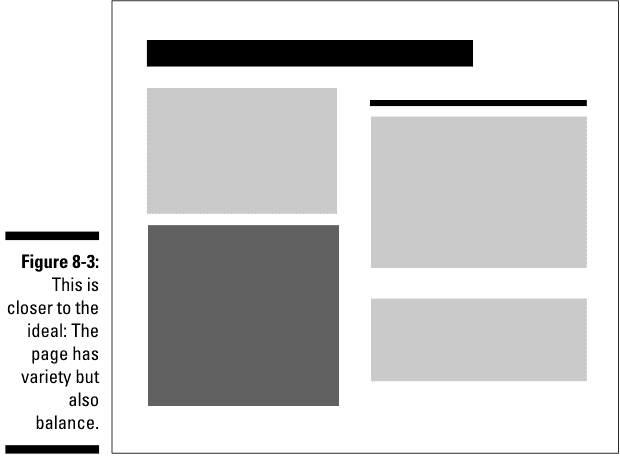 Figure 8-3:
This is
closer to the
ideal: The
page has
variety but
also
balance.